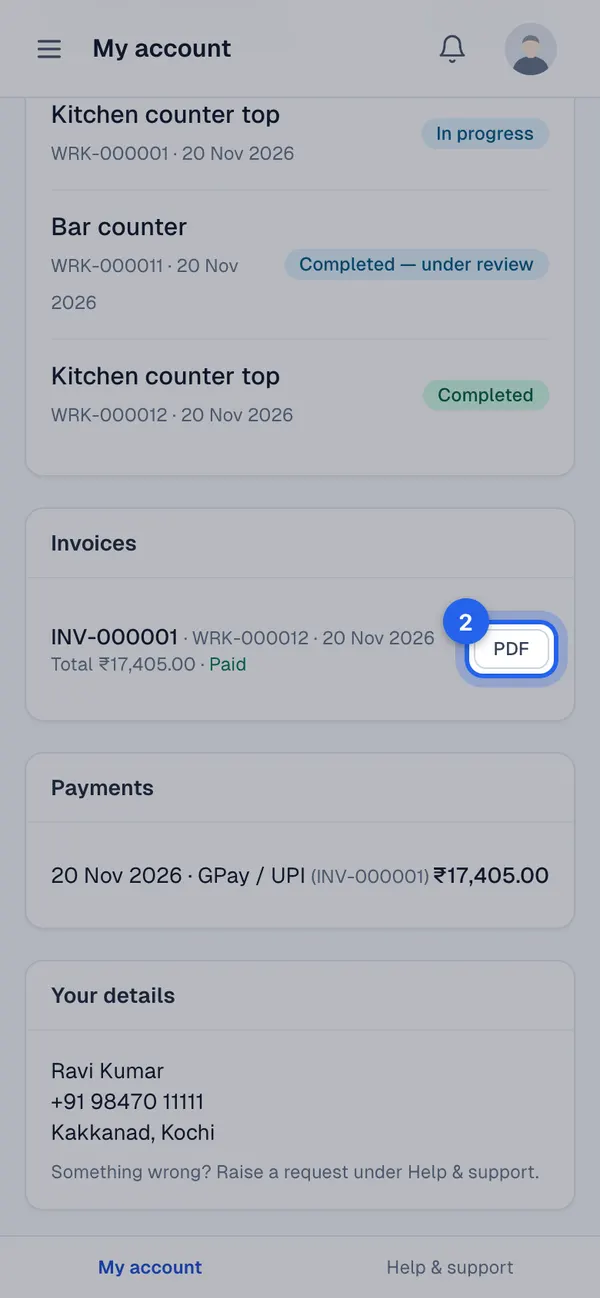 My account
Kitchen counter top
In progress
WRK-000001 · 20 Nov 2026
Bar counter
WRK-000011 · 20 Nov
2026
Completed — under review
Kitchen counter top
WRK-000012 · 20 Nov 2026
Completed
Invoices
2
INV-000001 · WRK-000012 · 20 Nov 2026
PDF
Total ₹17,405.00 · Paid
Payments
20 Nov 2026 · GPay / UPI (INV-000001) ₹17,405.00
Your details
Ravi Kumar
+91 98470 11111
Kakkanad, Kochi
Something wrong? Raise a request under Help & support.
My account
Help & support